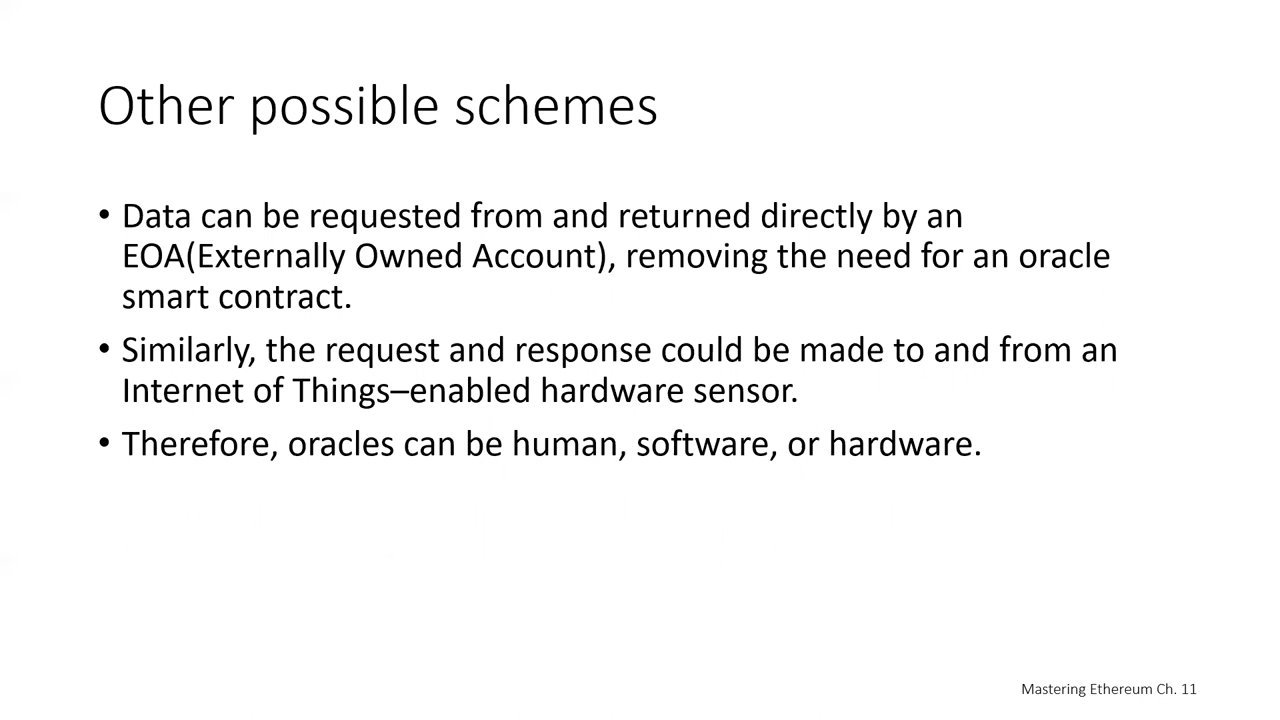 Other possible schemes
• Data can be requested from and returned directly by an
EOA(Externally Owned Account), removing the need for an oracle
smart contract.
• Similarly, the request and response could be made to and from an
Internet of Things–enabled hardware sensor.
• Therefore, oracles can be human, software, or hardware.
Mastering Ethereum Ch. 11